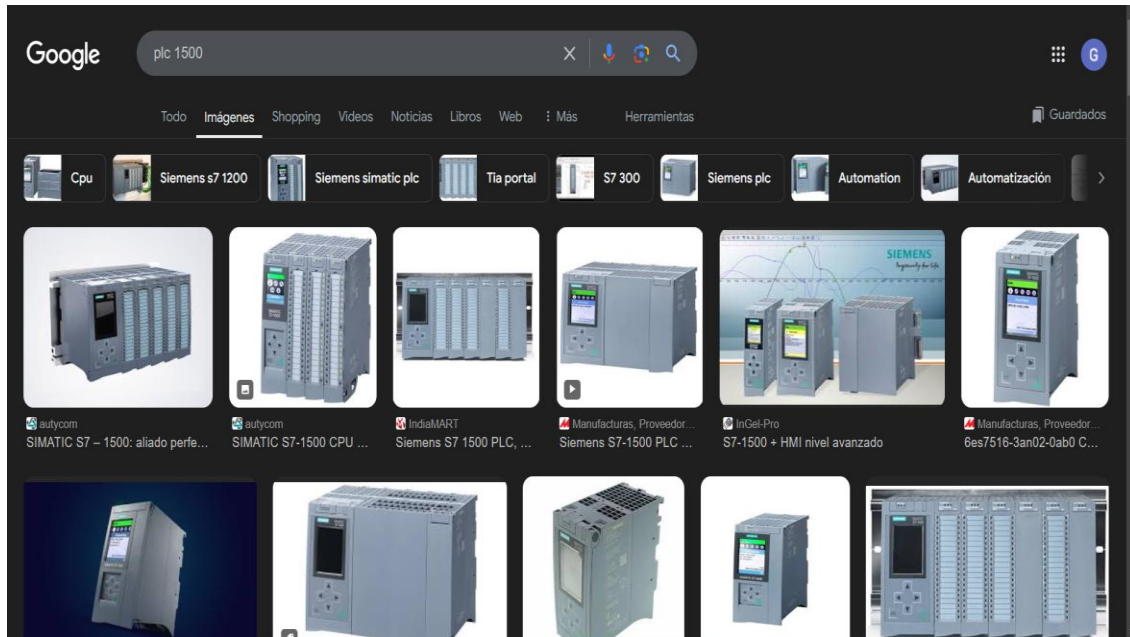 Google
plc 1500
G
Todo Imágenes Shopping Videos Noticias Libros Web Más Herramientas
Guardados
Cpu
Siemens s7 1200
Siemens simatic plc
Tia portal
S7 300
Siemens plc
Automation
Automatización
SIEMENS
Ingenuity for life
autycom
SIMATIC S7 – 1500: aliado perfe...
autycom
SIMATIC S7-1500 CPU ...
IndiaMART
Siemens S7 1500 PLC, ...
Manufacturas, Proveedor...
Siemens S7-1500 PLC ...
InGel-Pro
S7-1500 + HMI nivel avanzado
Manufacturas, Proveedor...
6es7516-3an02-0ab0 C...